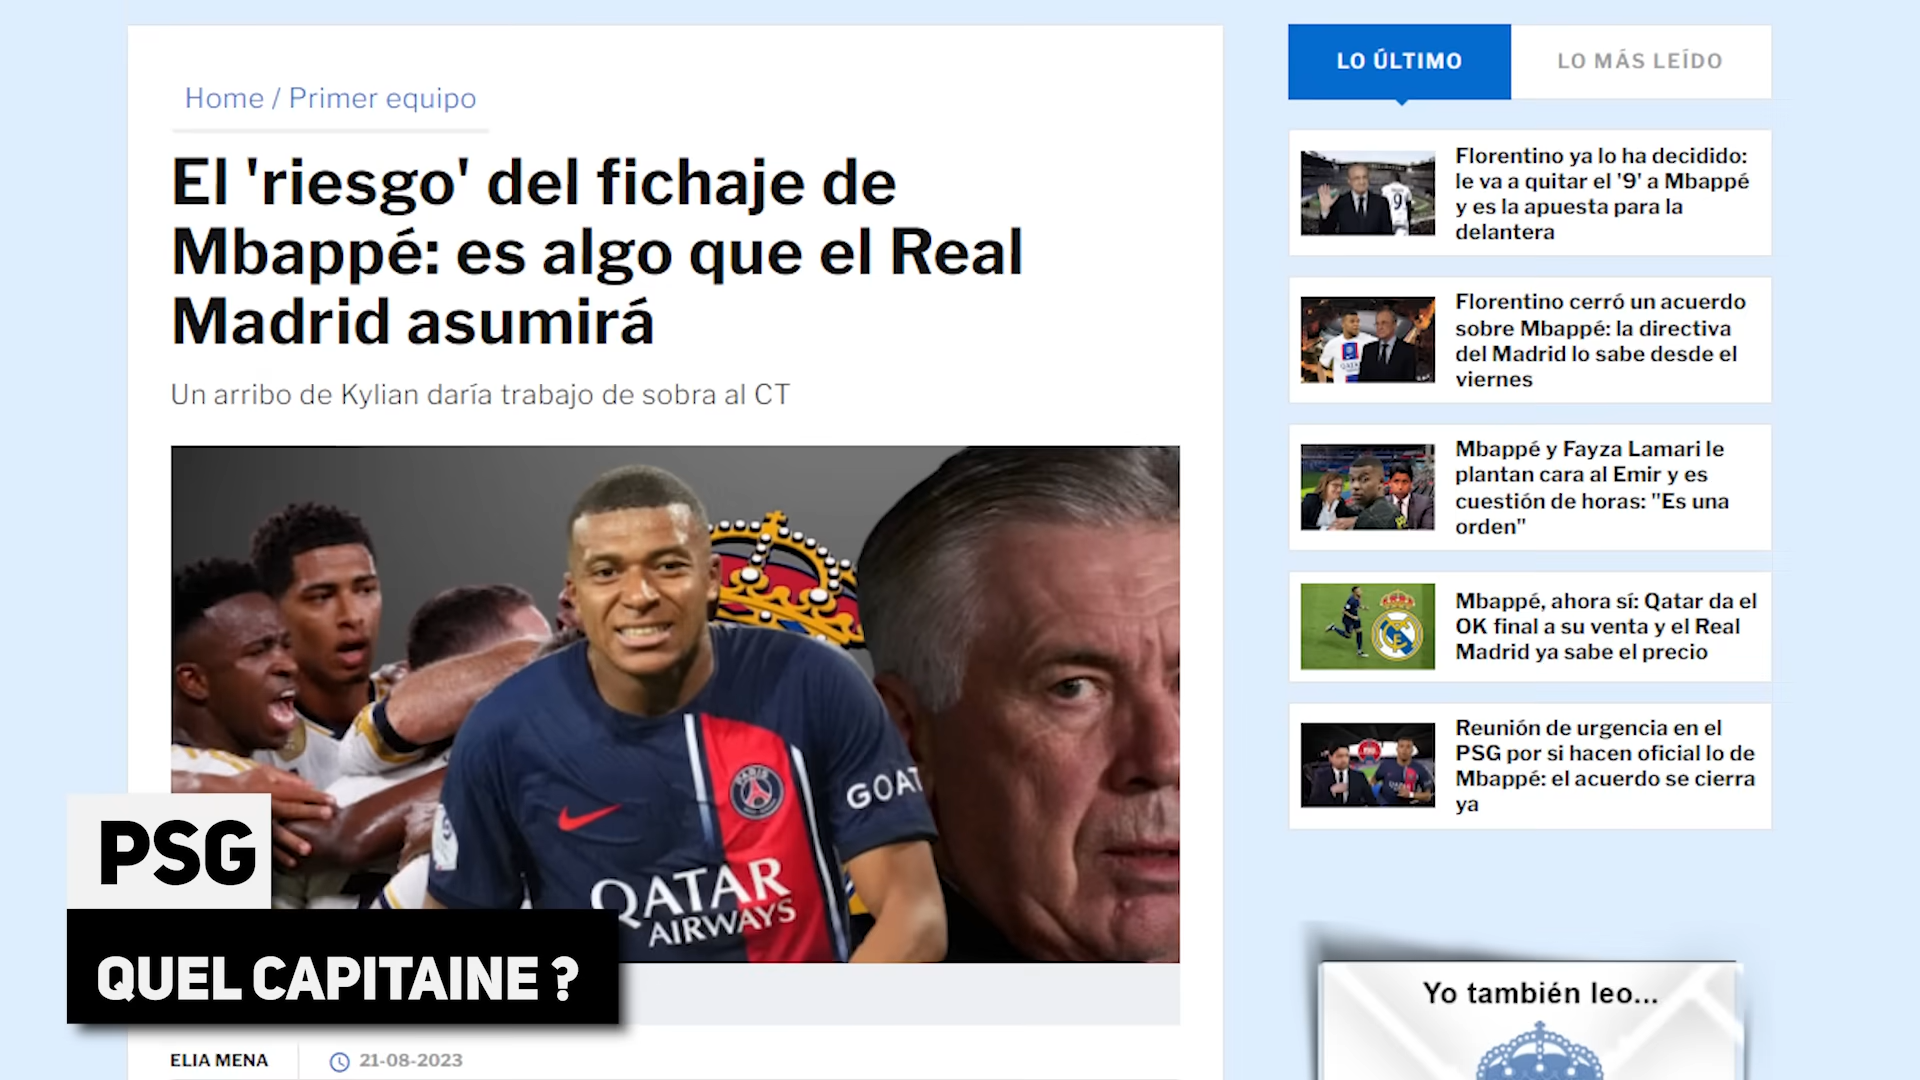 Home / Primer equipo
El 'riesgo' del fichaje de
Mbappé: es algo que el Real
Madrid asumirá
Un arribo de Kylian daría trabajo de sobra al CT
GOAT
PARIS
QATAR
AIRWAYS
PSG
QUEL CAPITAINE ?
ELIA MENA
21-08-2023
LO ÚLTIMO
LO MÁS LEÍDO
Florentino ya lo ha decidido:
le va a quitar el '9' a Mbappé
y es la apuesta para la
delantera
9
Florentino cerró un acuerdo
sobre Mbappé: la directiva
del Madrid lo sabe desde el
viernes
Mbappé y Fayza Lamari le
plantan cara al Emir y es
cuestión de horas: "Es una
orden"
Mbappé, ahora sí: Qatar da el
OK final a su venta y el Real
Madrid ya sabe el precio
Reunión de urgencia en el
PSG por si hacen oficial lo de
Mbappé: el acuerdo se cierra
ya
Yo también leo...